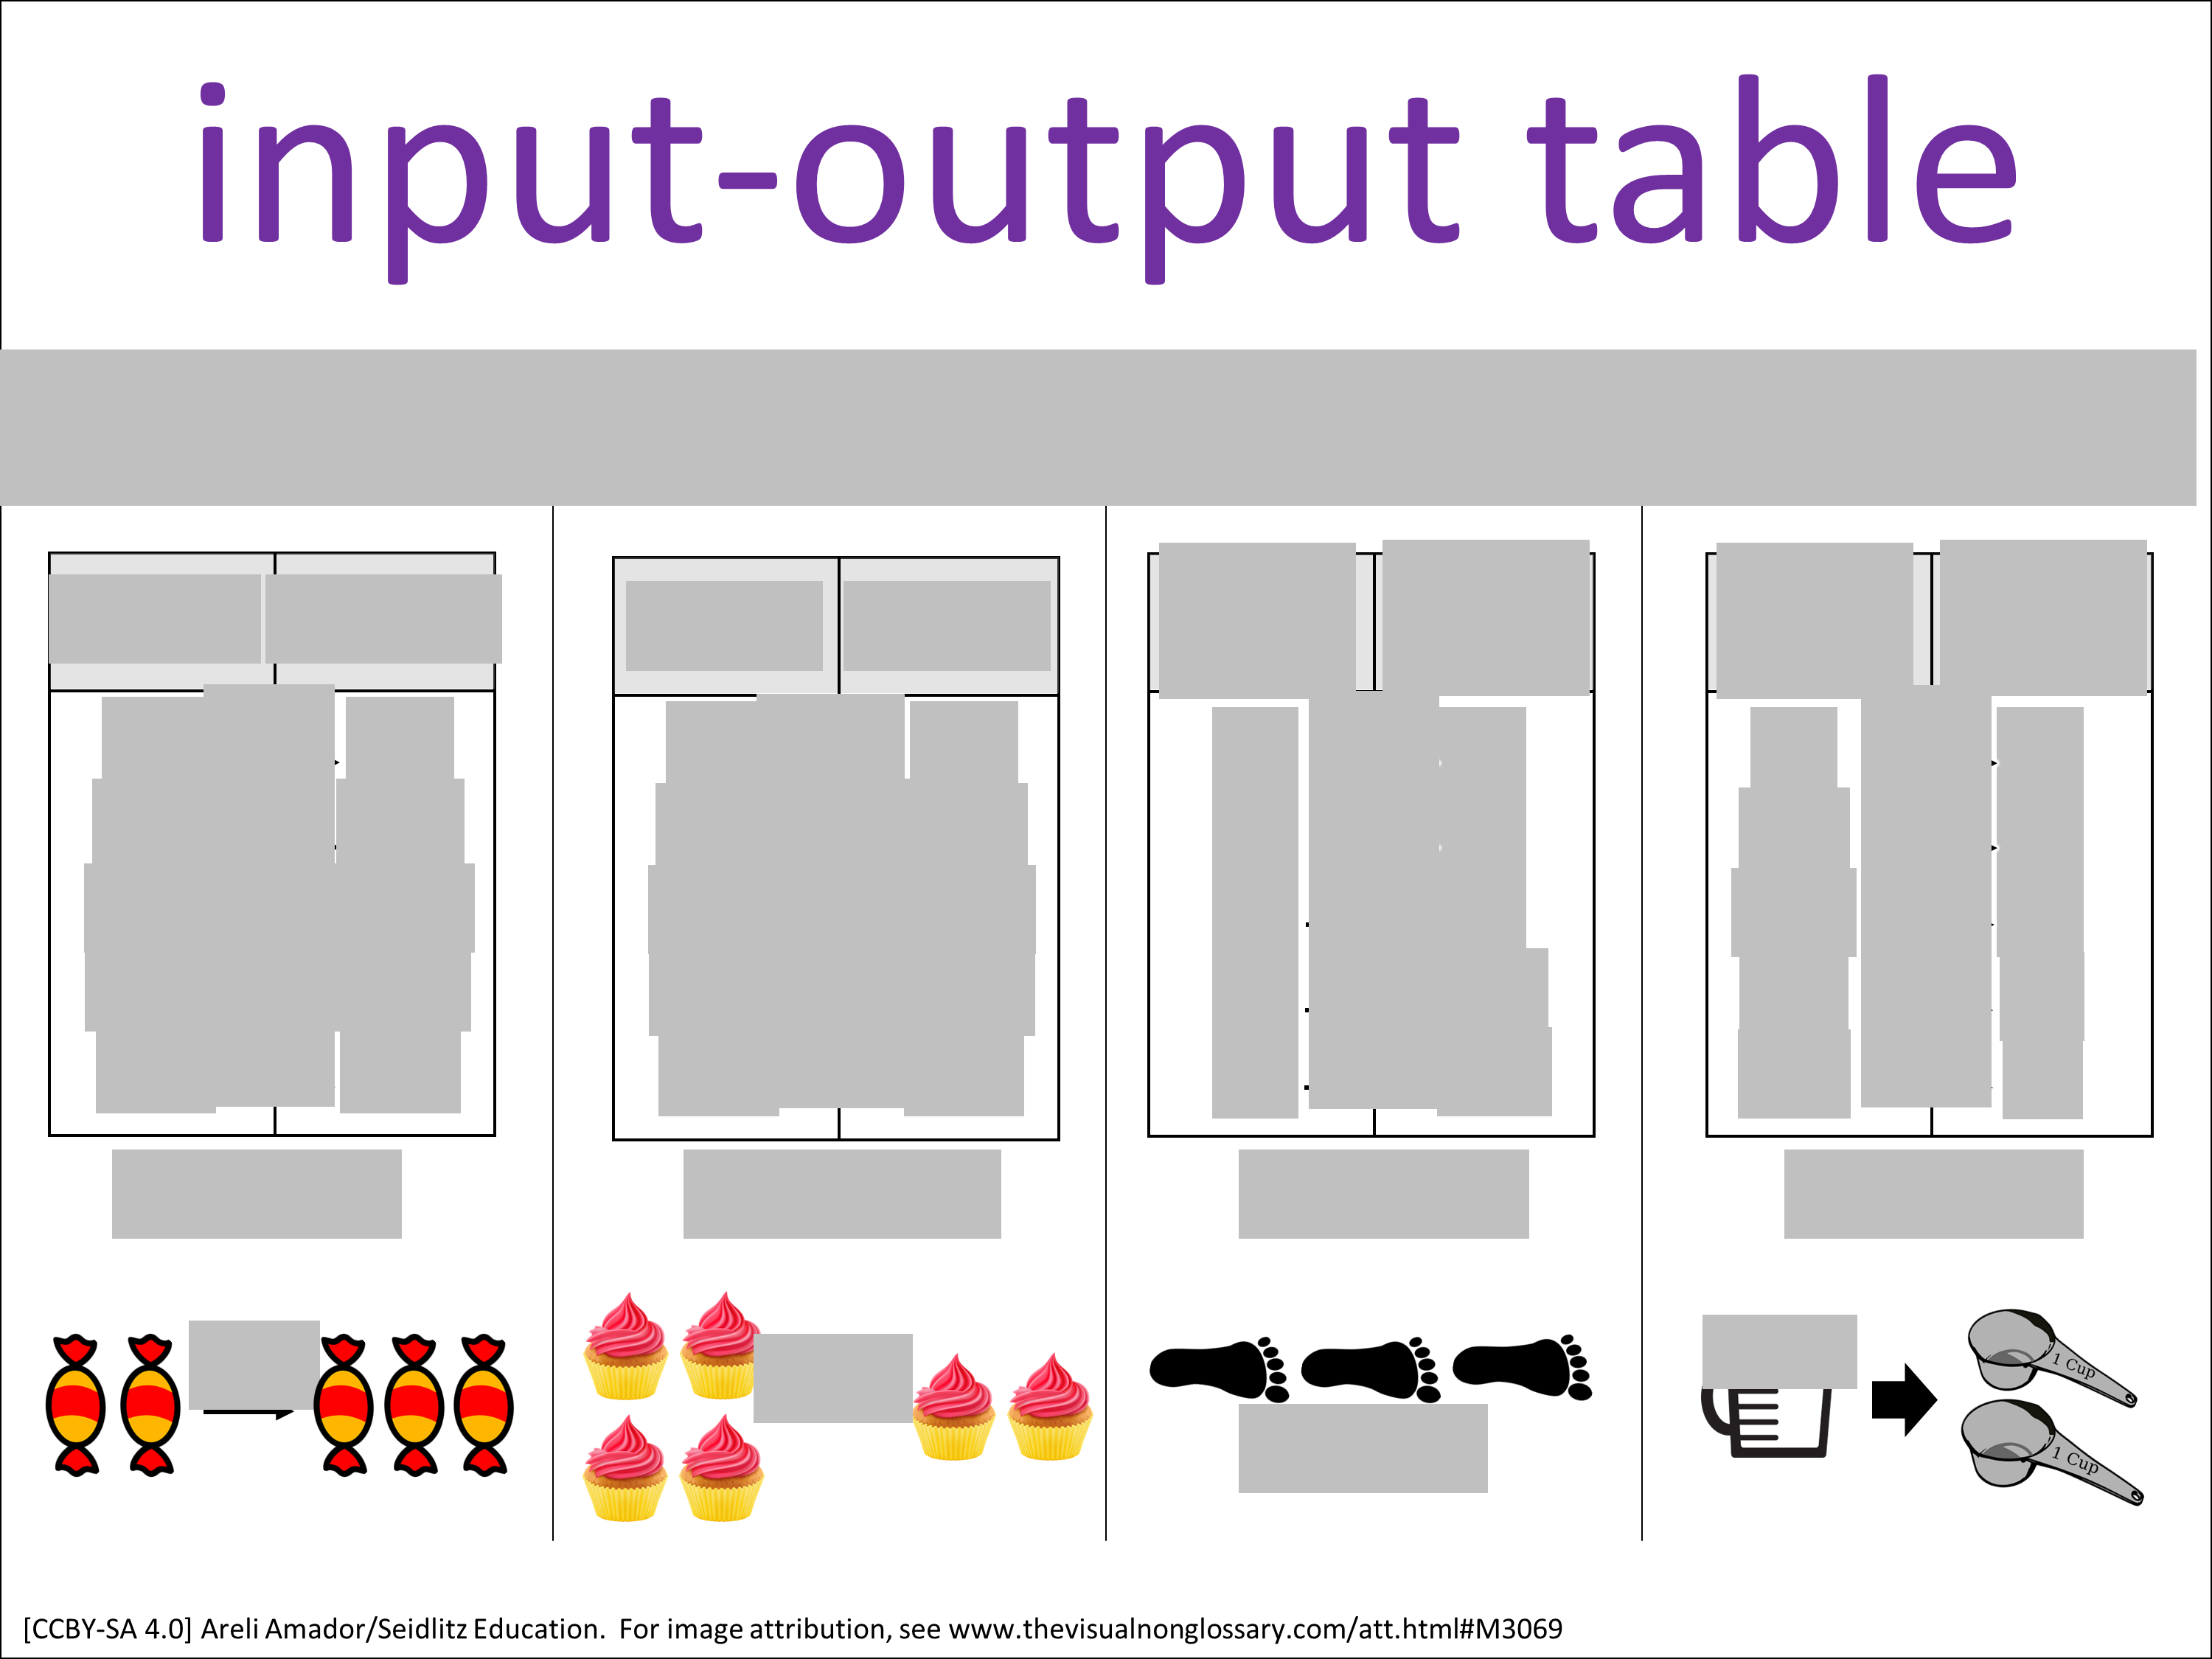 input-output table
1 Cup
1 Cup
[CCBY-SA 4.0] Areli Amador/Seidlitz Education.  For image attribution, see www.thevisualnonglossary.com/att.html#M3069